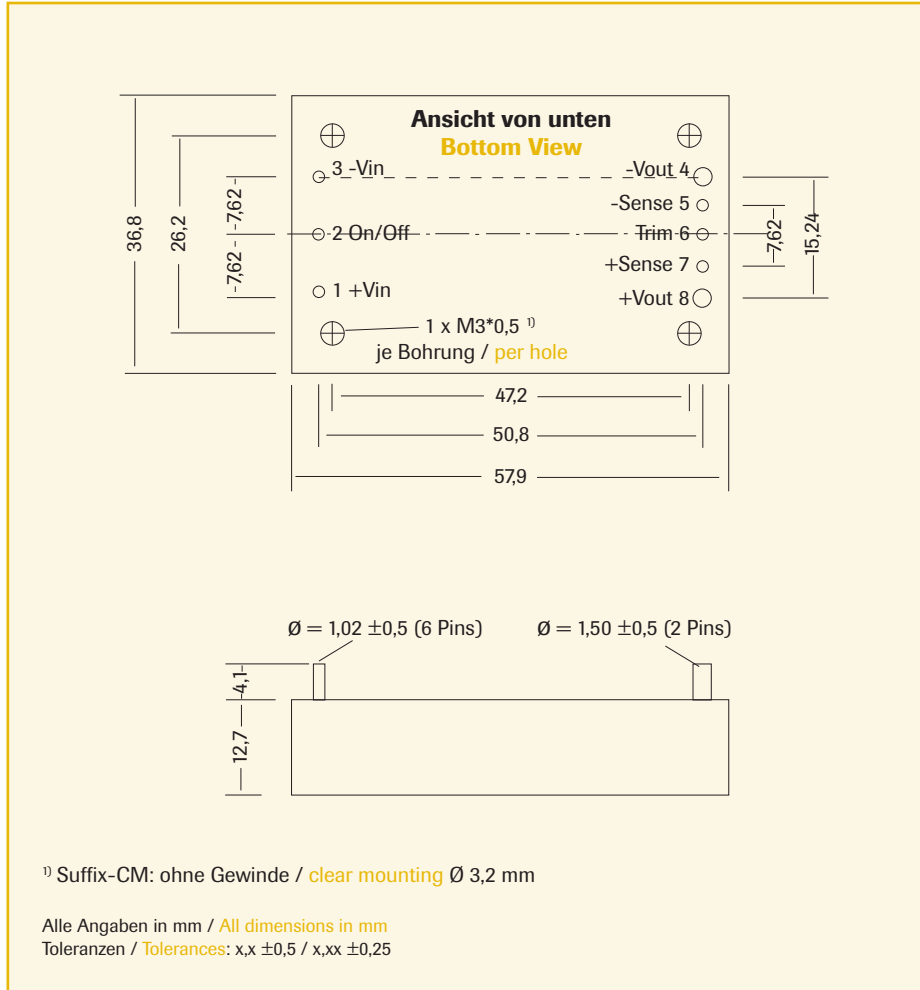 Ansicht von unten
Bottom View
3 -Vin
-Vout 4
-Sense 5
2 On/Off
Trim 6
+Sense 7
1 +Vin
+Vout 8
1 x M3*0,5 ¹⁾
je Bohrung / per hole
36,8
26,2
7,62
7,62
7,62
15,24
47,2
50,8
57,9
Ø = 1,02 ±0,5 (6 Pins)
Ø = 1,50 ±0,5 (2 Pins)
4,1
12,7
¹⁾ Suffix-CM: ohne Gewinde / clear mounting Ø 3,2 mm
Alle Angaben in mm / All dimensions in mm
Toleranzen / Tolerances: x,x ±0,5 / x,xx ±0,25